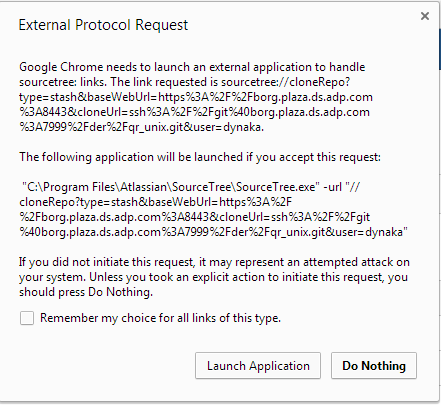 External Protocol Request
Google Chrome needs to launch an external application to handle
sourcetree: links. The link requested is sourcetree://cloneRepo?
type=stash&baseWebUrl=https%3A%2F%2Fborg.plaza.ds.adp.com
%3A8443&cloneUrl=ssh%3A%2F%2Fgit%40borg.plaza.ds.adp.com
%3A7999%2Fder%2Fqr_unix.git&user=dynaka.
The following application will be launched if you accept this request:
"C:\Program Files\Atlassian\SourceTree\SourceTree.exe" -url "//
cloneRepo?type=stash&baseWebUrl=https%3A%2F
%2Fborg.plaza.ds.adp.com%3A8443&cloneUrl=ssh%3A%2F%2Fgit
%40borg.plaza.ds.adp.com%3A7999%2Fder%2Fqr_unix.git&user=dynaka"
If you did not initiate this request, it may represent an attempted attack on
your system. Unless you took an explicit action to initiate this request, you
should press Do Nothing.
Remember my choice for all links of this type.
Launch Application
Do Nothing